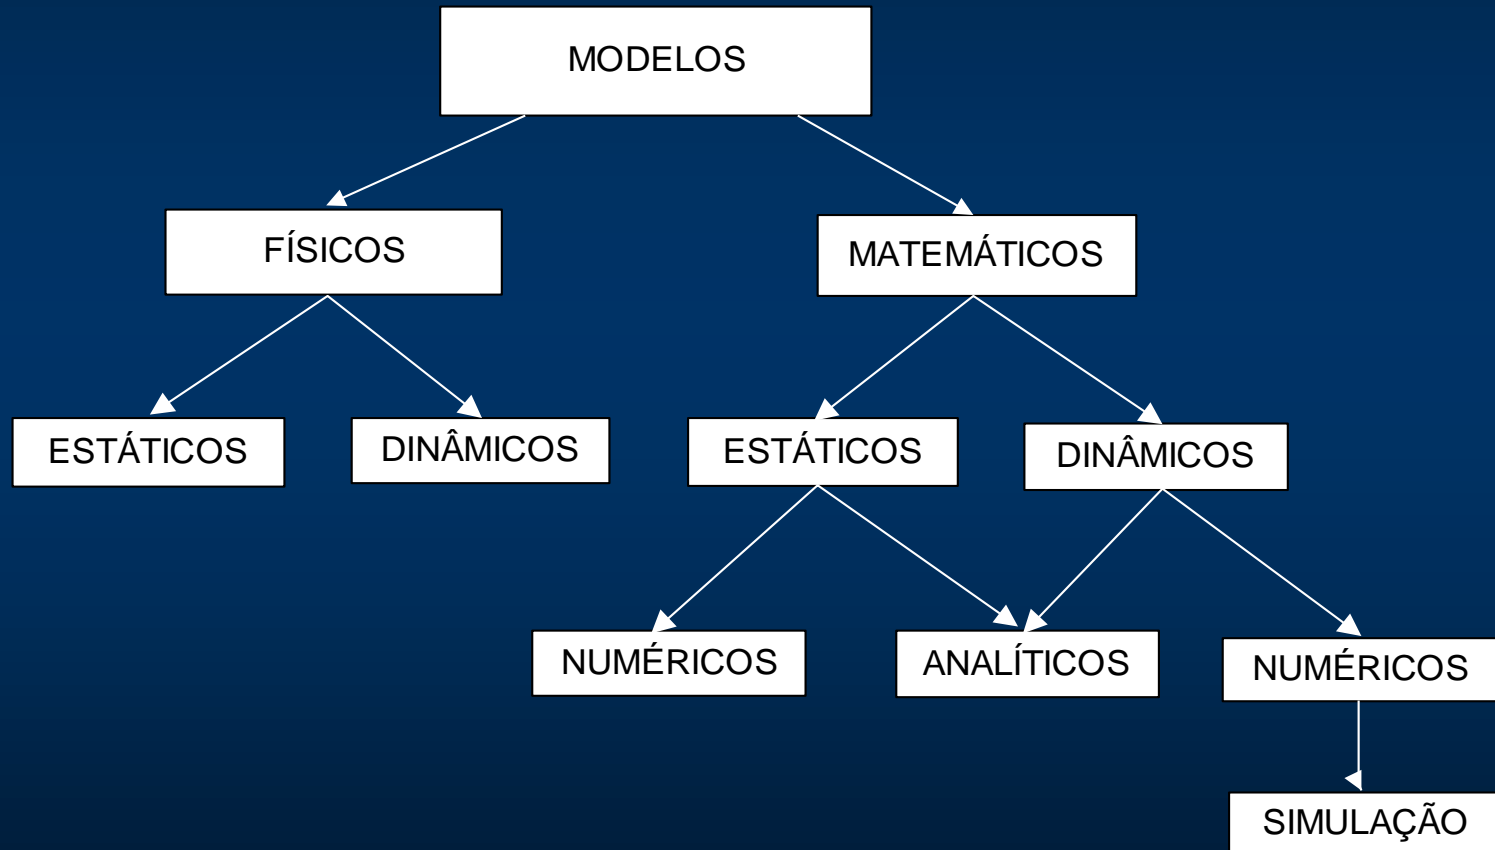 MODELOS
FÍSICOS
MATEMÁTICOS
ESTÁTICOS
DINÂMICOS
ESTÁTICOS
DINÂMICOS
NUMÉRICOS
ANALÍTICOS
NUMÉRICOS
SIMULAÇÃO